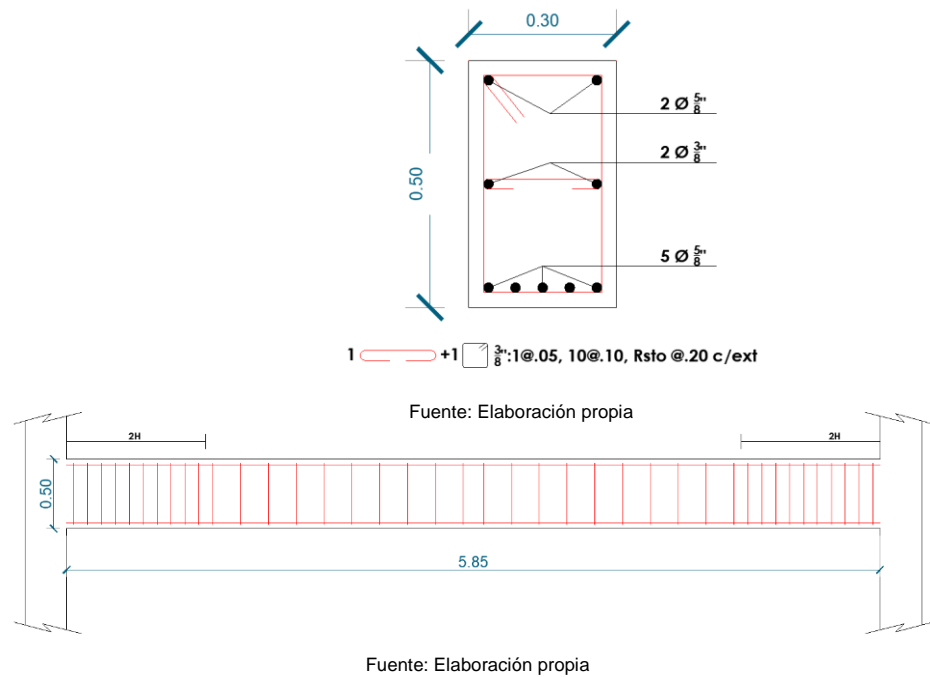 0.30
2 Ø 5/8"
2 Ø 3/8"
0.50
5 Ø 5/8"
1 +1 3/8":1@.05, 10@.10, Rsto @.20 c/ext
Fuente: Elaboración propia
2H 2H
0.50
5.85
Fuente: Elaboración propia